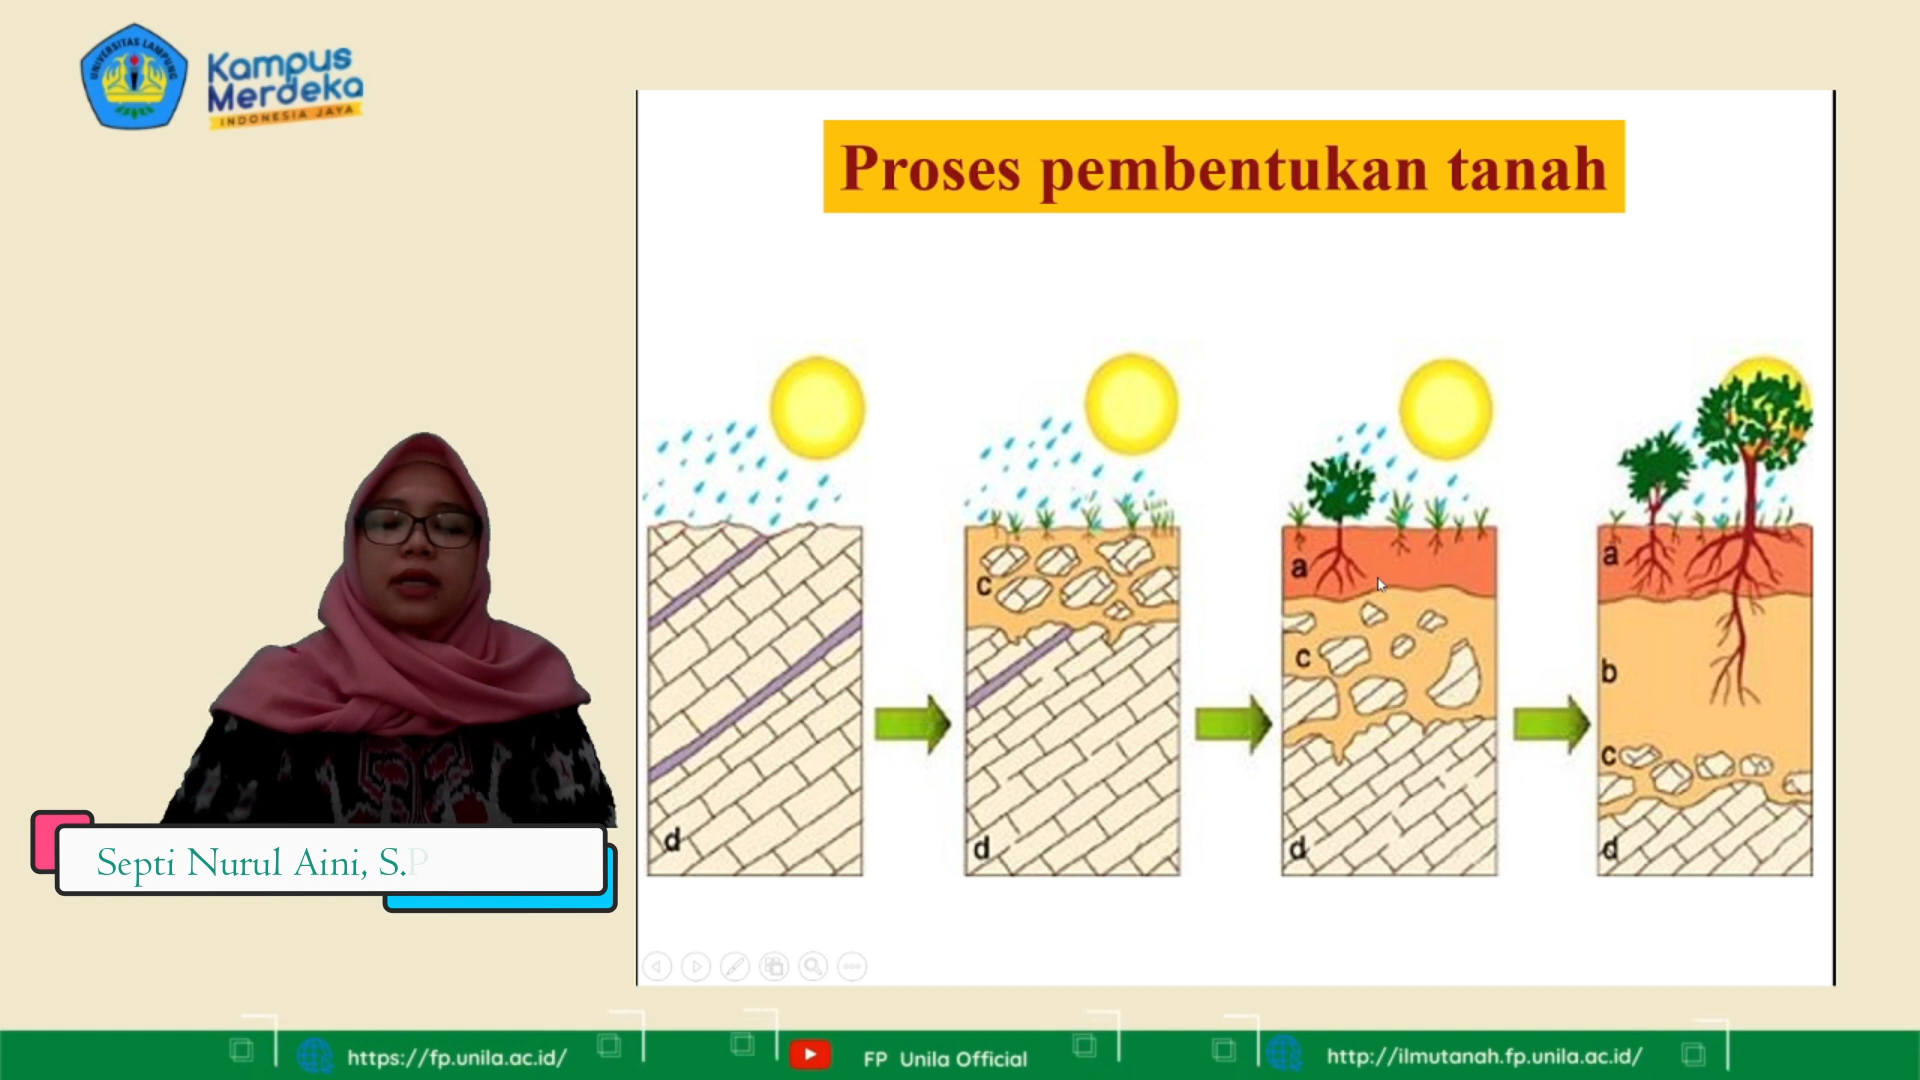 UNIVERSITAS LAMPUNG
Kampus
Merdeka
INDONESIA JAYA
Proses pembentukan tanah
c
a
a
c
b
c
d
d
d
d
Septi Nurul Aini, S.P
https://fp.unila.ac.id/
FP Unila Official
http://ilmutanah.fp.unila.ac.id/